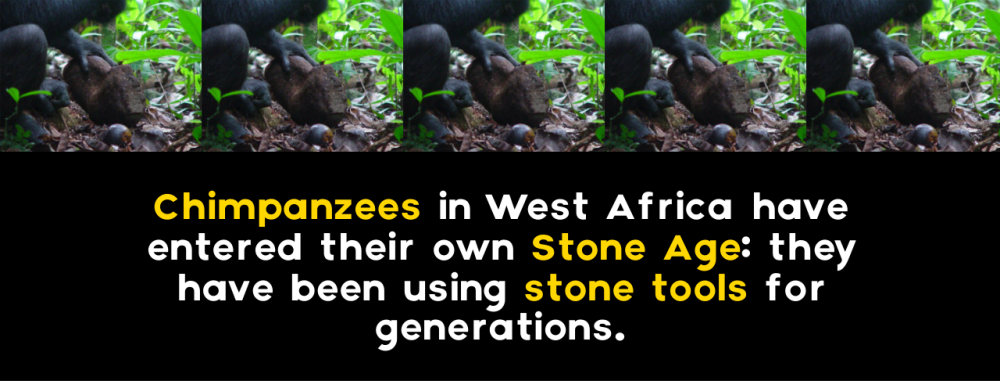 Chimpanzees in West Africa have
entered their own Stone Age: they
have been using stone tools for
generations.